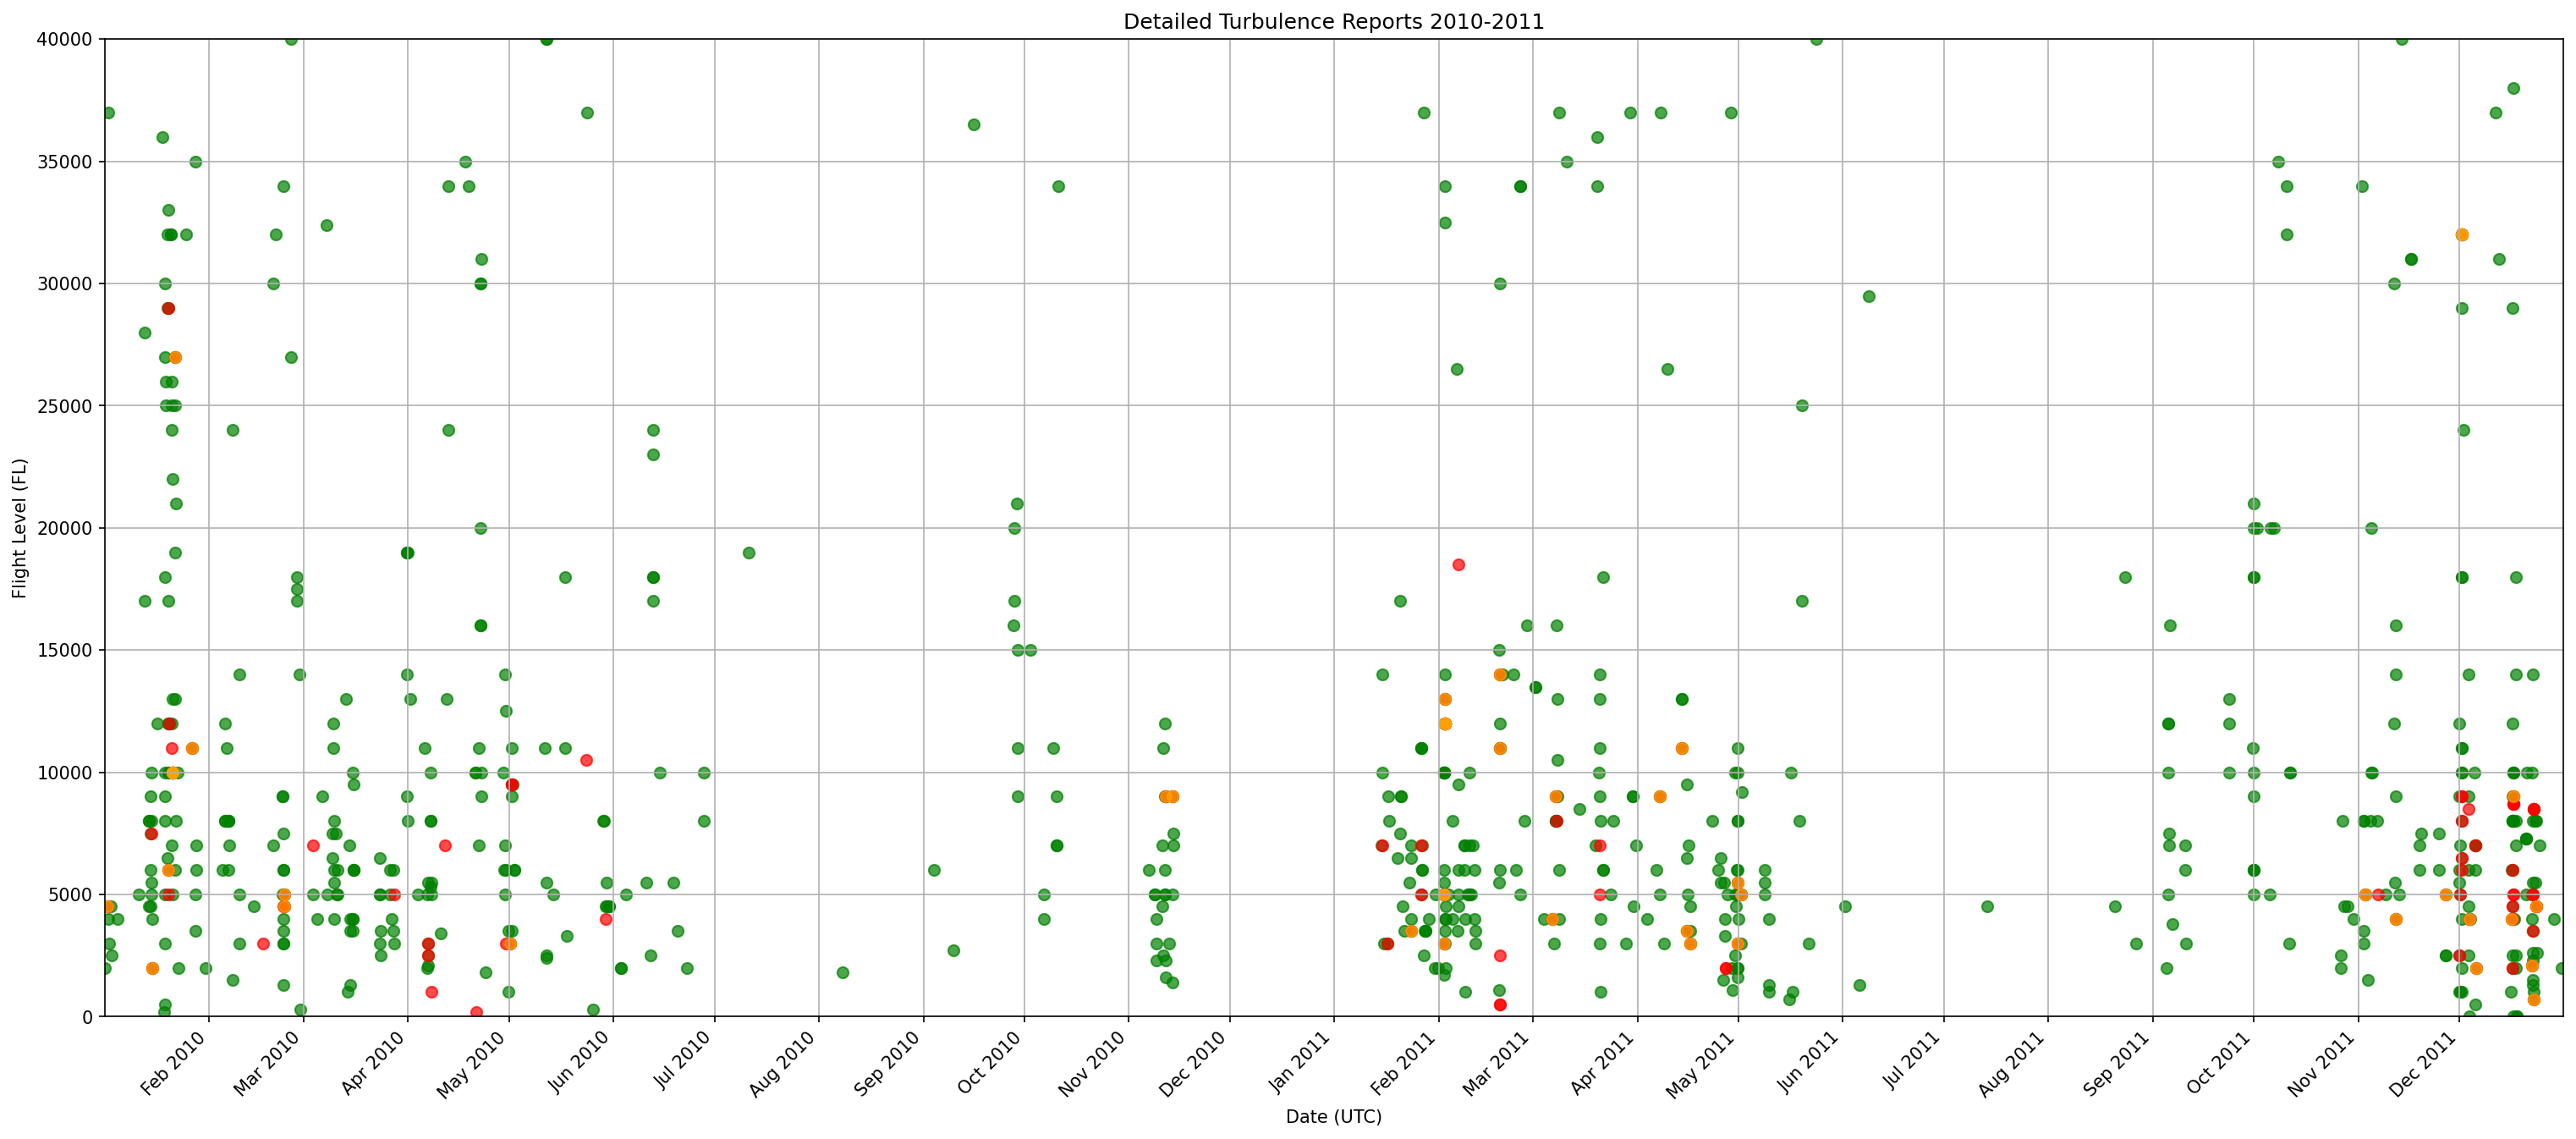 Detailed Turbulence Reports 2010-2011
40000
35000
30000
25000
20000
15000
10000
5000
0
Flight Level (FL)
Feb 2010
Mar 2010
Apr 2010
May 2010
Jun 2010
Jul 2010
Aug 2010
Sep 2010
Oct 2010
Nov 2010
Dec 2010
Jan 2011
Feb 2011
Mar 2011
Apr 2011
May 2011
Jun 2011
Jul 2011
Aug 2011
Sep 2011
Oct 2011
Nov 2011
Dec 2011
Date (UTC)